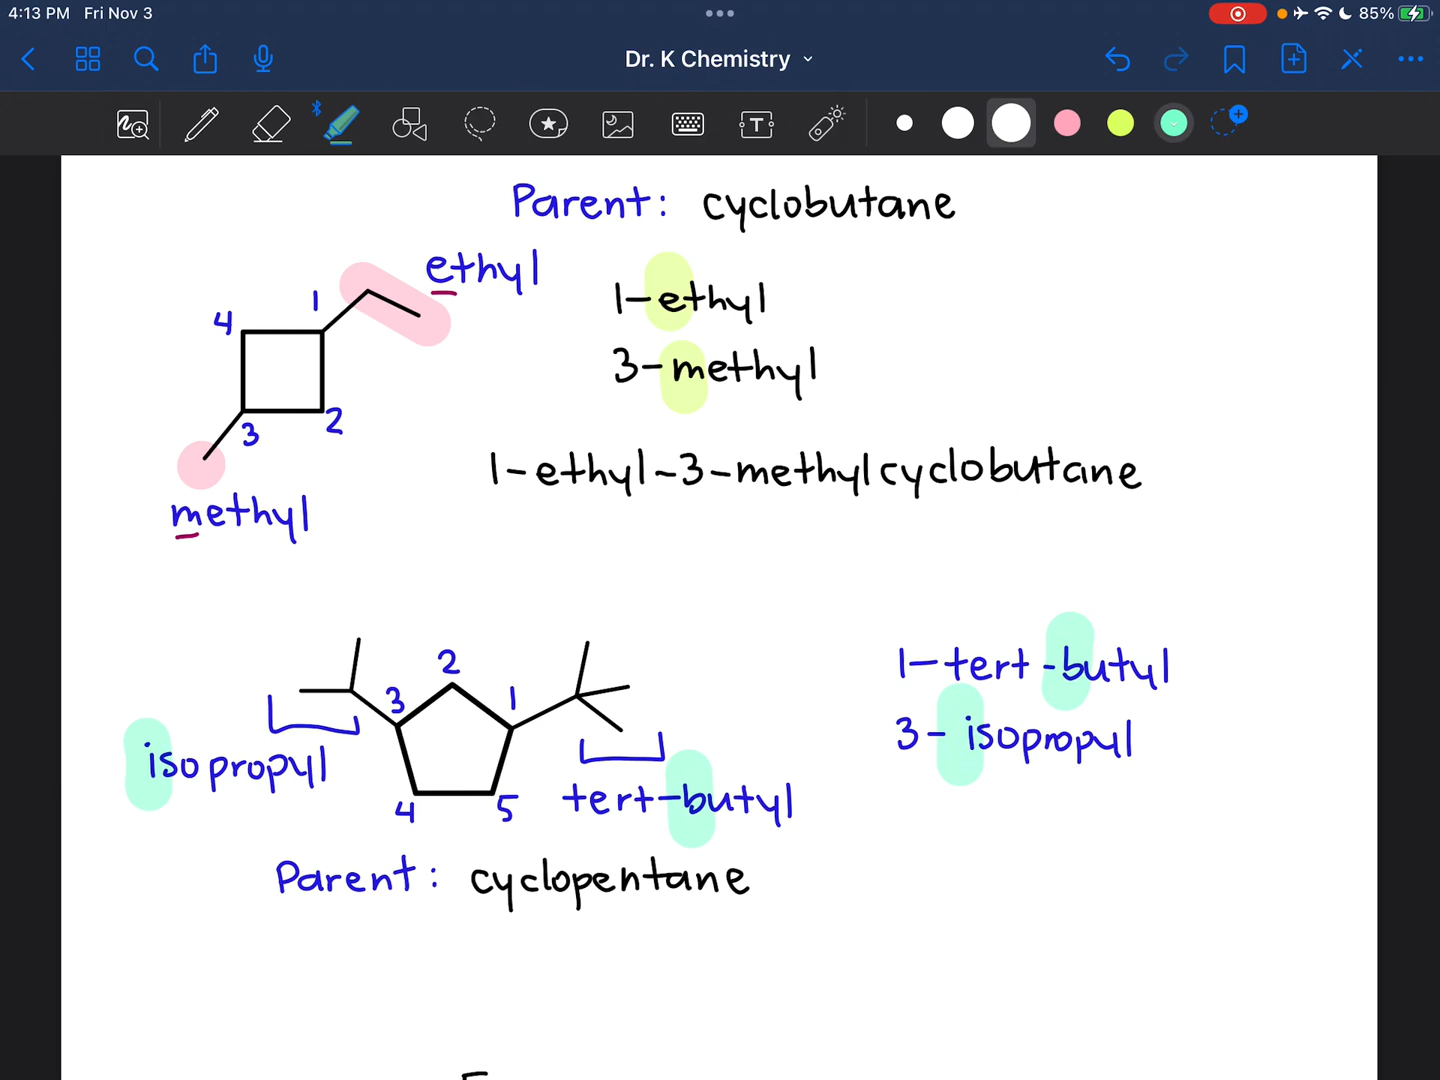 4:13 PM Fri Nov 3
85%
Dr. K Chemistry
Parent: cyclobutane
ethyl
1
4
1-ethyl
3-methyl
3
2
1-ethyl-3-methylcyclobutane
methyl
2
3
1
1-tert-butyl
3-isopropyl
isopropyl
4
5
tert-butyl
Parent: cyclopentane